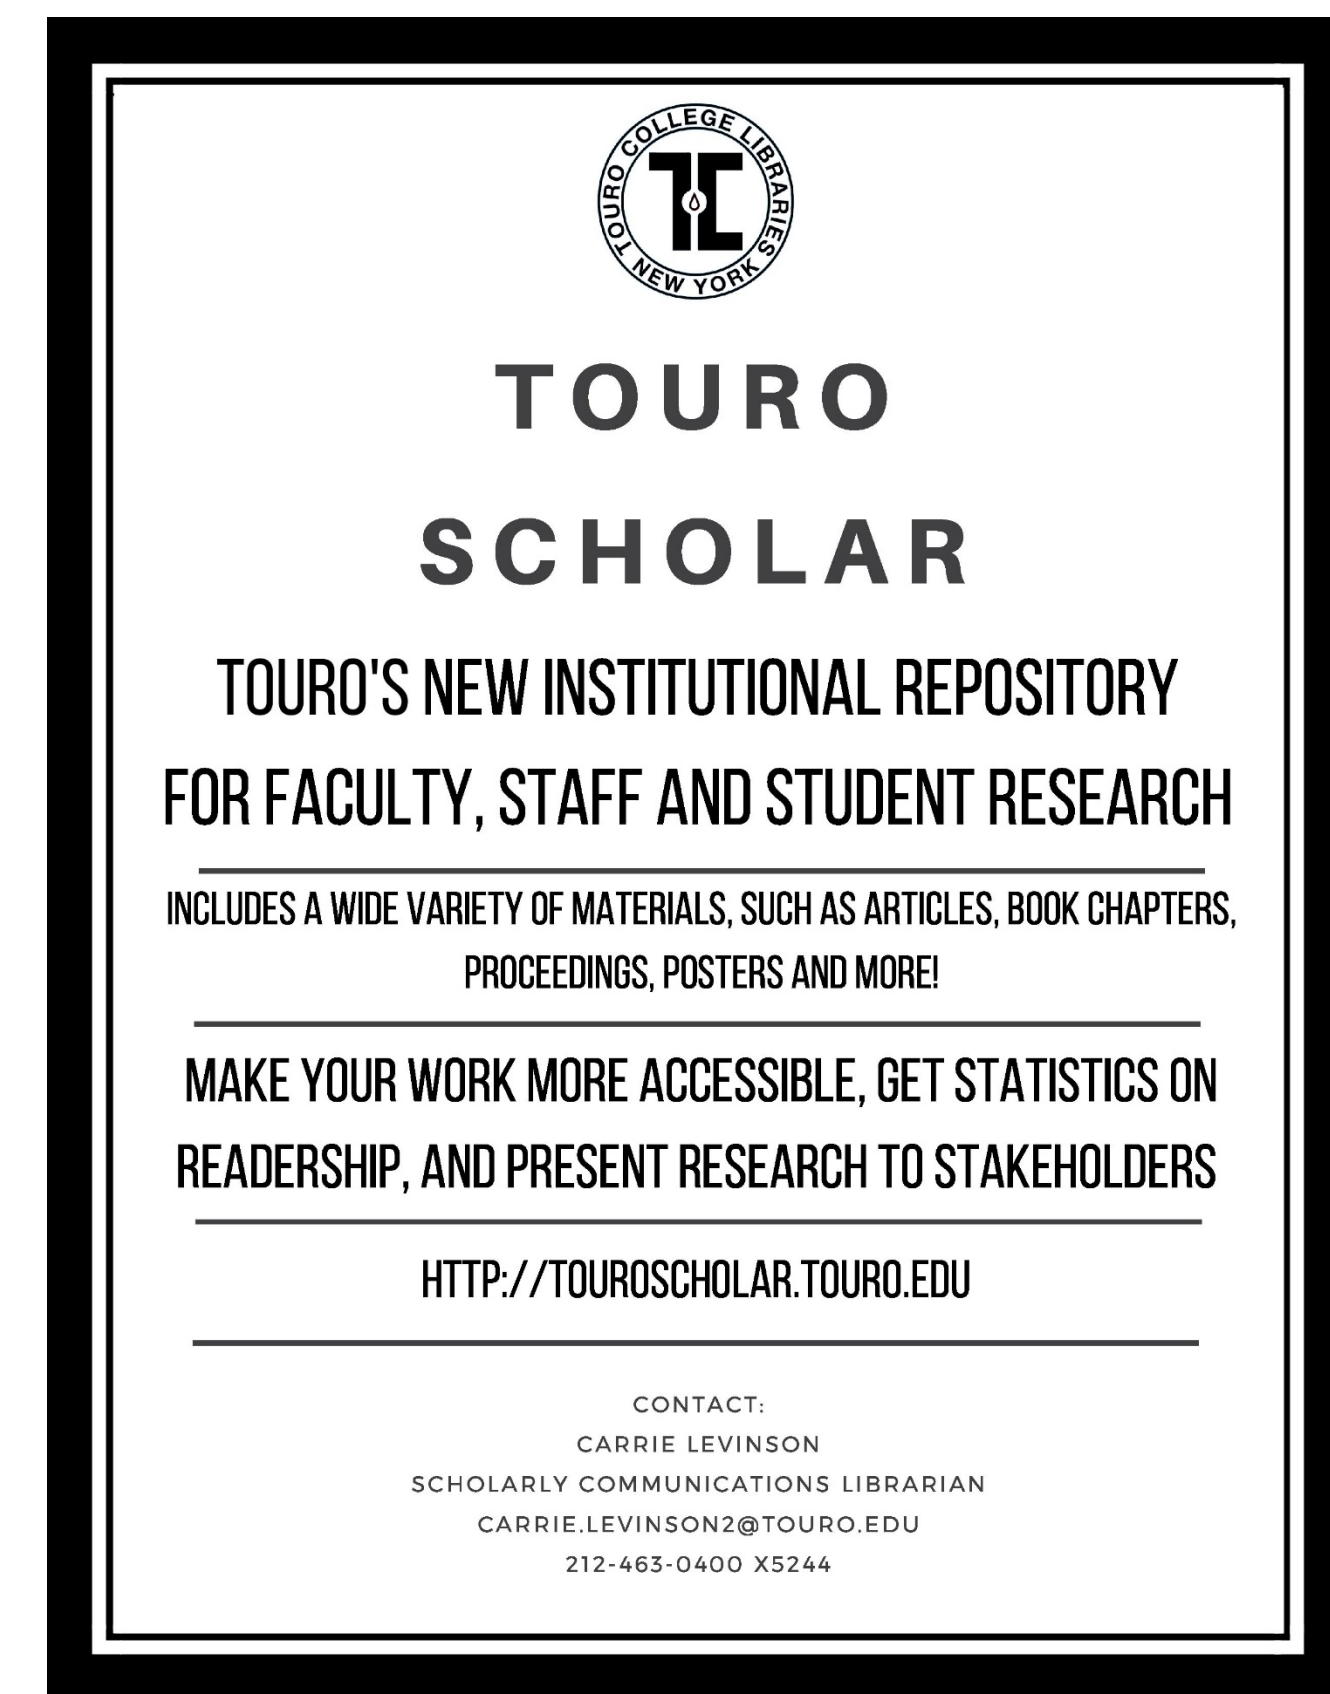 TOURO COLLEGE LIBRARIES
NEW YORK
TC
TOURO
SCHOLAR
TOURO'S NEW INSTITUTIONAL REPOSITORY
FOR FACULTY, STAFF AND STUDENT RESEARCH
INCLUDES A WIDE VARIETY OF MATERIALS, SUCH AS ARTICLES, BOOK CHAPTERS,
PROCEEDINGS, POSTERS AND MORE!
MAKE YOUR WORK MORE ACCESSIBLE, GET STATISTICS ON
READERSHIP, AND PRESENT RESEARCH TO STAKEHOLDERS
HTTP://TOUROSCHOLAR.TOURO.EDU
CONTACT:
CARRIE LEVINSON
SCHOLARLY COMMUNICATIONS LIBRARIAN
CARRIE.LEVINSON2@TOURO.EDU
212-463-0400 X5244